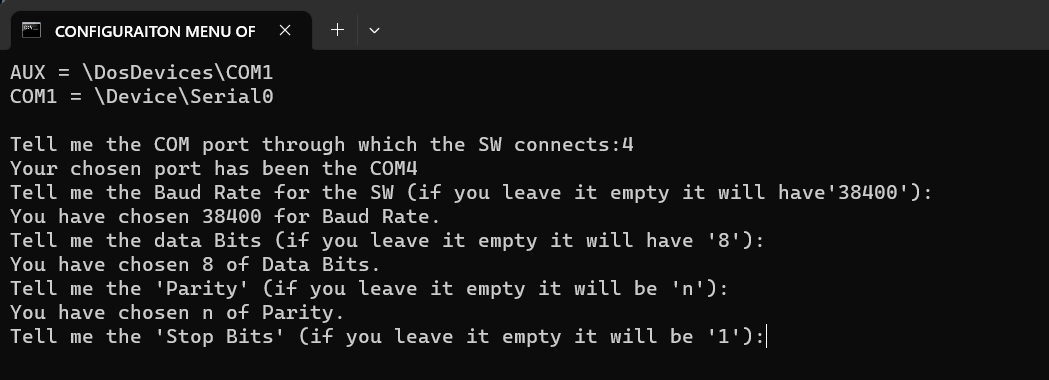 CONFIGURAITON MENU OF
AUX = \DosDevices\COM1
COM1 = \Device\Serial0
Tell me the COM port through which the SW connects:4
Your chosen port has been the COM4
Tell me the Baud Rate for the SW (if you leave it empty it will have'38400'):
You have chosen 38400 for Baud Rate.
Tell me the data Bits (if you leave it empty it will have '8'):
You have chosen 8 of Data Bits.
Tell me the 'Parity' (if you leave it empty it will be 'n'):
You have chosen n of Parity.
Tell me the 'Stop Bits' (if you leave it empty it will be '1'):